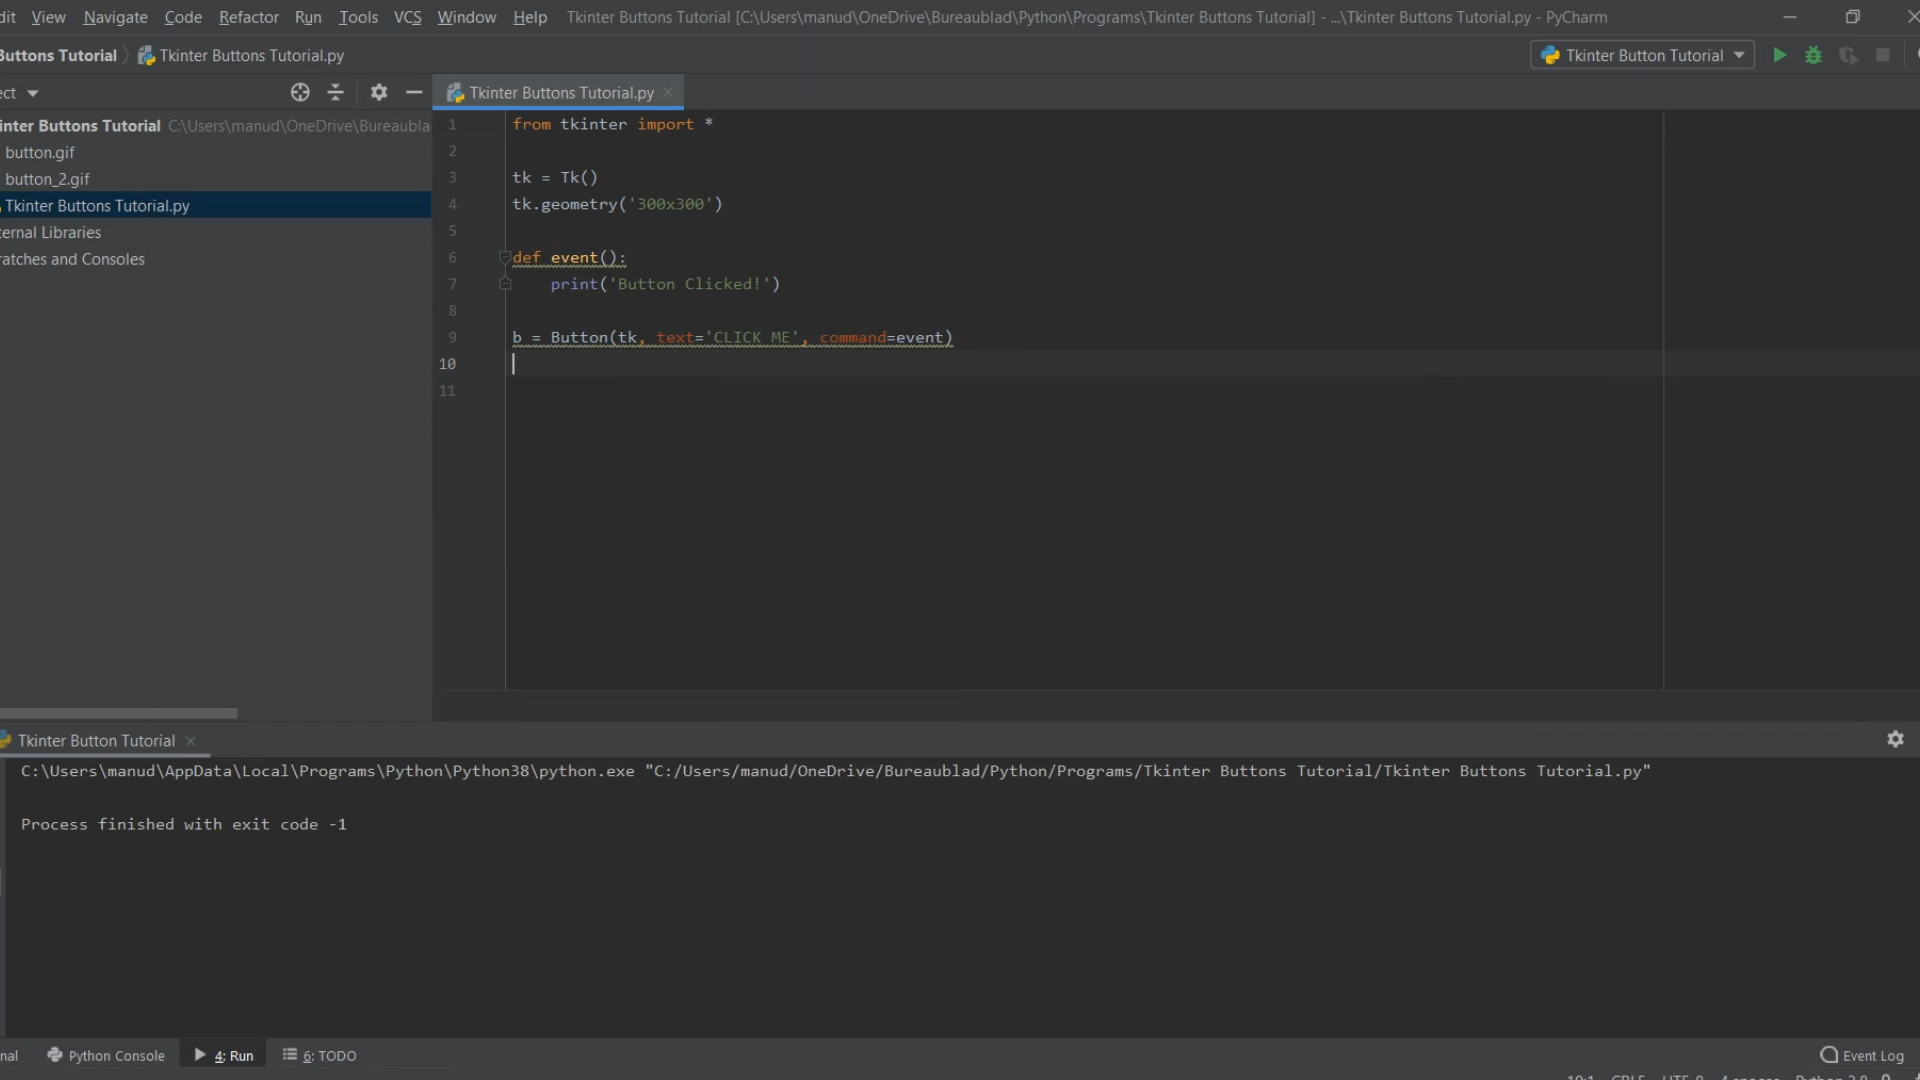 dit View Navigate Code Refactor Run Tools VCS Window Help Tkinter Buttons Tutorial [C:\Users\manud\OneDrive\Bureaublad\Python\Programs\Tkinter Buttons Tutorial] - ...\Tkinter Buttons Tutorial.py - PyCharm
Buttons Tutorial Tkinter Buttons Tutorial.py Tkinter Button Tutorial
ect Tkinter Buttons Tutorial.py
inter Buttons Tutorial C:\Users\manud\OneDrive\Bureaubla
button.gif
button_2.gif
Tkinter Buttons Tutorial.py
ternal Libraries
ratches and Consoles
1 from tkinter import *
2
3 tk = Tk()
4 tk.geometry('300x300')
5
6 def event():
7 print('Button Clicked!')
8
9 b = Button(tk, text='CLICK ME', command=event)
10
11
Tkinter Button Tutorial
C:\Users\manud\AppData\Local\Programs\Python\Python38\python.exe "C:/Users/manud/OneDrive/Bureaublad/Python/Programs/Tkinter Buttons Tutorial/Tkinter Buttons Tutorial.py"
Process finished with exit code -1
nal Python Console 4: Run 6: TODO Event Log